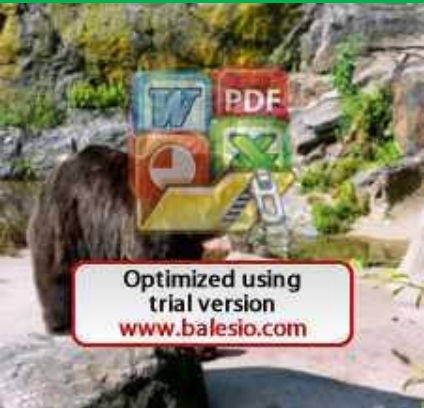 W PDF
X
Optimized using
trial version
www.balesio.com